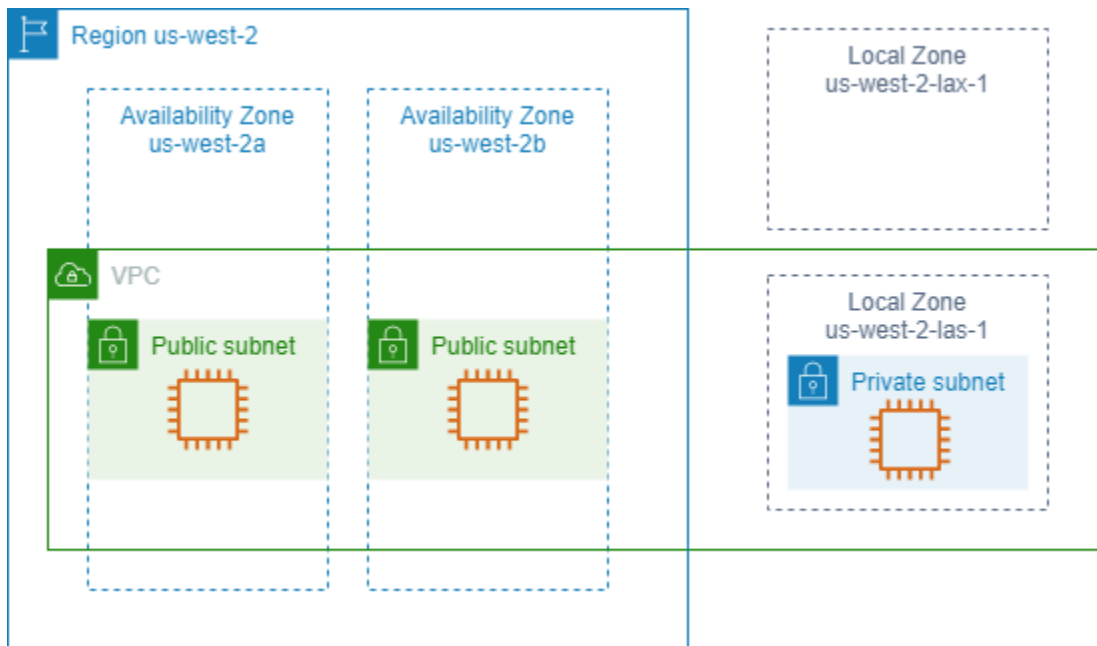 Region us-west-2
Local Zone
us-west-2-lax-1
Availability Zone
us-west-2a
Availability Zone
us-west-2b
VPC
Local Zone
us-west-2-las-1
Public subnet
Public subnet
Private subnet